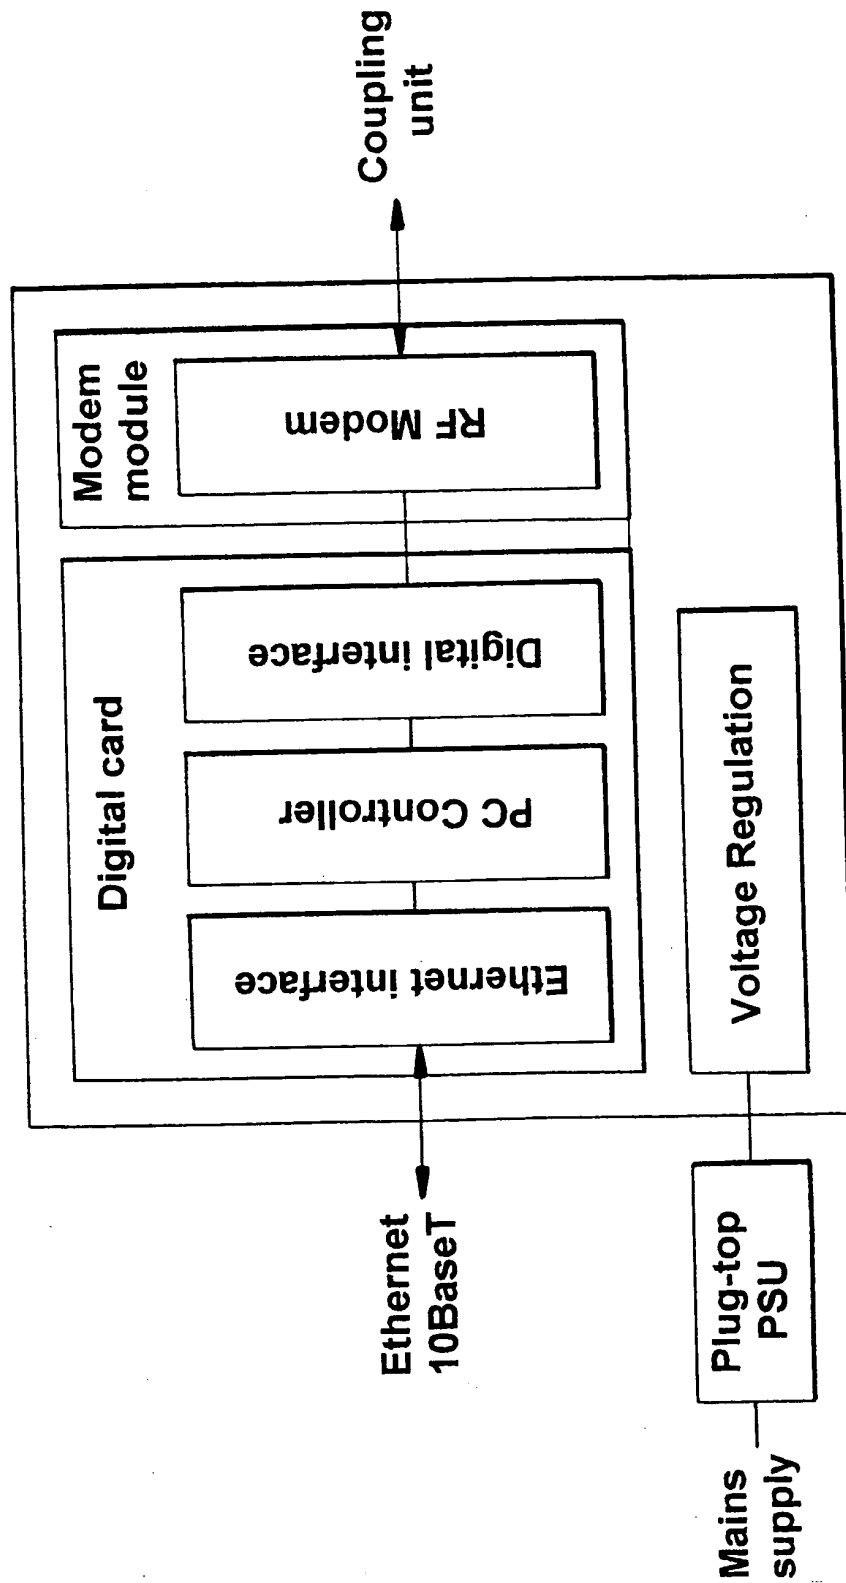 Modem
module
Digital card
Ethernet interface
PC Controller
Digital interface
RF Modem
Ethernet
10BaseT
Coupling
unit
Mains
supply
Plug-top
PSU
Voltage Regulation